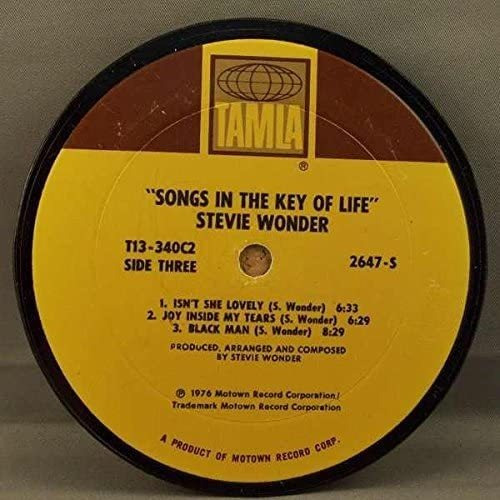 TAMLA
®
"SONGS IN THE KEY OF LIFE"
STEVIE WONDER
T13-340C2
SIDE THREE
2647-S
1. ISN'T SHE LOVELY (S. Wonder) 6:33
2. JOY INSIDE MY TEARS (S. Wonder) 6:29
3. BLACK MAN (S. Wonder) 8:29
PRODUCED, ARRANGED AND COMPOSED
BY STEVIE WONDER
℗ 1976 Motown Record Corporation/
Trademark Motown Record Corporation
A PRODUCT OF MOTOWN RECORD CORP.